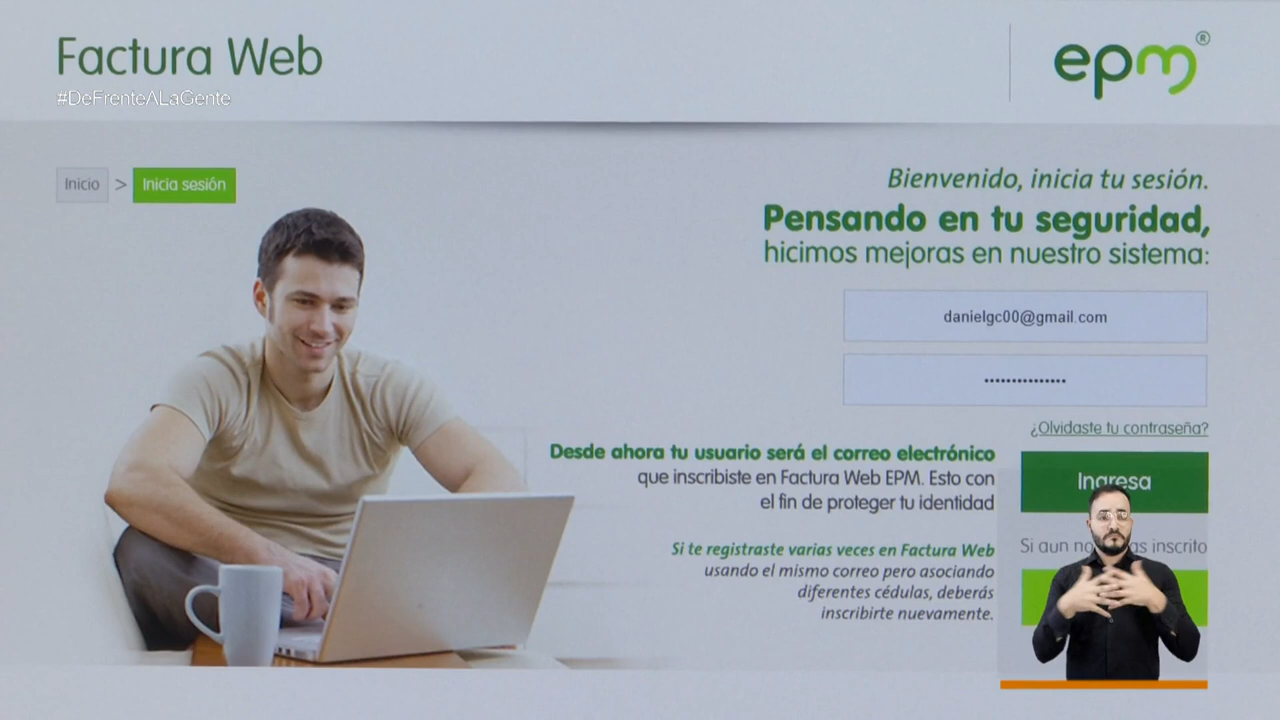 Factura Web
#DeFrenteALaGente
epm®
Inicio > Inicia sesión
Bienvenido, inicia tu sesión.
Pensando en tu seguridad,
hicimos mejoras en nuestro sistema:
danielgc00@gmail.com
•••••••••••••••
¿Olvidaste tu contraseña?
Desde ahora tu usuario será el correo electrónico
que inscribiste en Factura Web EPM. Esto con
el fin de proteger tu identidad
Ingresa
Si te registraste varias veces en Factura Web
usando el mismo correo pero asociando
diferentes cédulas, deberás
inscribirte nuevamente.
Si aun no inscrito